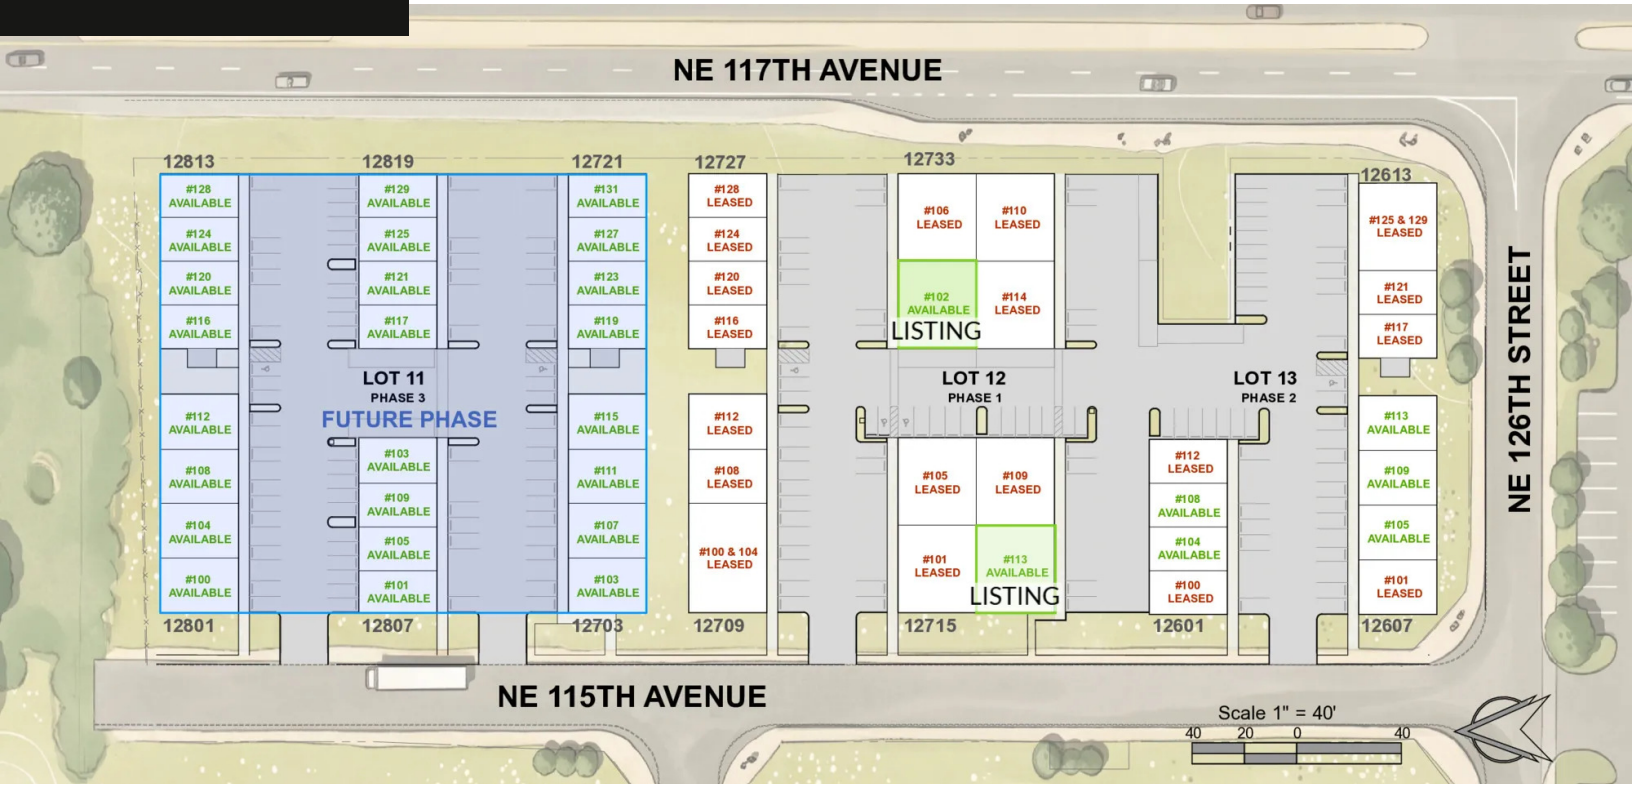 NE 117TH AVENUE
12813
12819
12721
12727
12733
12613
#128
AVAILABLE
#124
AVAILABLE
#120
AVAILABLE
#116
AVAILABLE
#112
AVAILABLE
#108
AVAILABLE
#104
AVAILABLE
#100
AVAILABLE
12801
#129
AVAILABLE
#125
AVAILABLE
#121
AVAILABLE
#117
AVAILABLE
LOT 11
PHASE 3
FUTURE PHASE
#103
AVAILABLE
#109
AVAILABLE
#105
AVAILABLE
#101
AVAILABLE
12807
#131
AVAILABLE
#127
AVAILABLE
#123
AVAILABLE
#119
AVAILABLE
#115
AVAILABLE
#111
AVAILABLE
#107
AVAILABLE
#103
AVAILABLE
12703
#128
LEASED
#124
LEASED
#120
LEASED
#116
LEASED
#112
LEASED
#108
LEASED
#100 & 104
LEASED
12709
#106
LEASED
#110
LEASED
#102
AVAILABLE
LISTING
#114
LEASED
LOT 12
PHASE 1
#105
LEASED
#109
LEASED
#101
LEASED
#113
AVAILABLE
LISTING
12715
LOT 13
PHASE 2
#112
LEASED
#108
AVAILABLE
#104
AVAILABLE
#100
LEASED
12601
#125 & 129
LEASED
#121
LEASED
#117
LEASED
#113
AVAILABLE
#109
AVAILABLE
#105
AVAILABLE
#101
LEASED
12607
NE 126TH STREET
NE 115TH AVENUE
Scale 1" = 40'
40 20 0 40